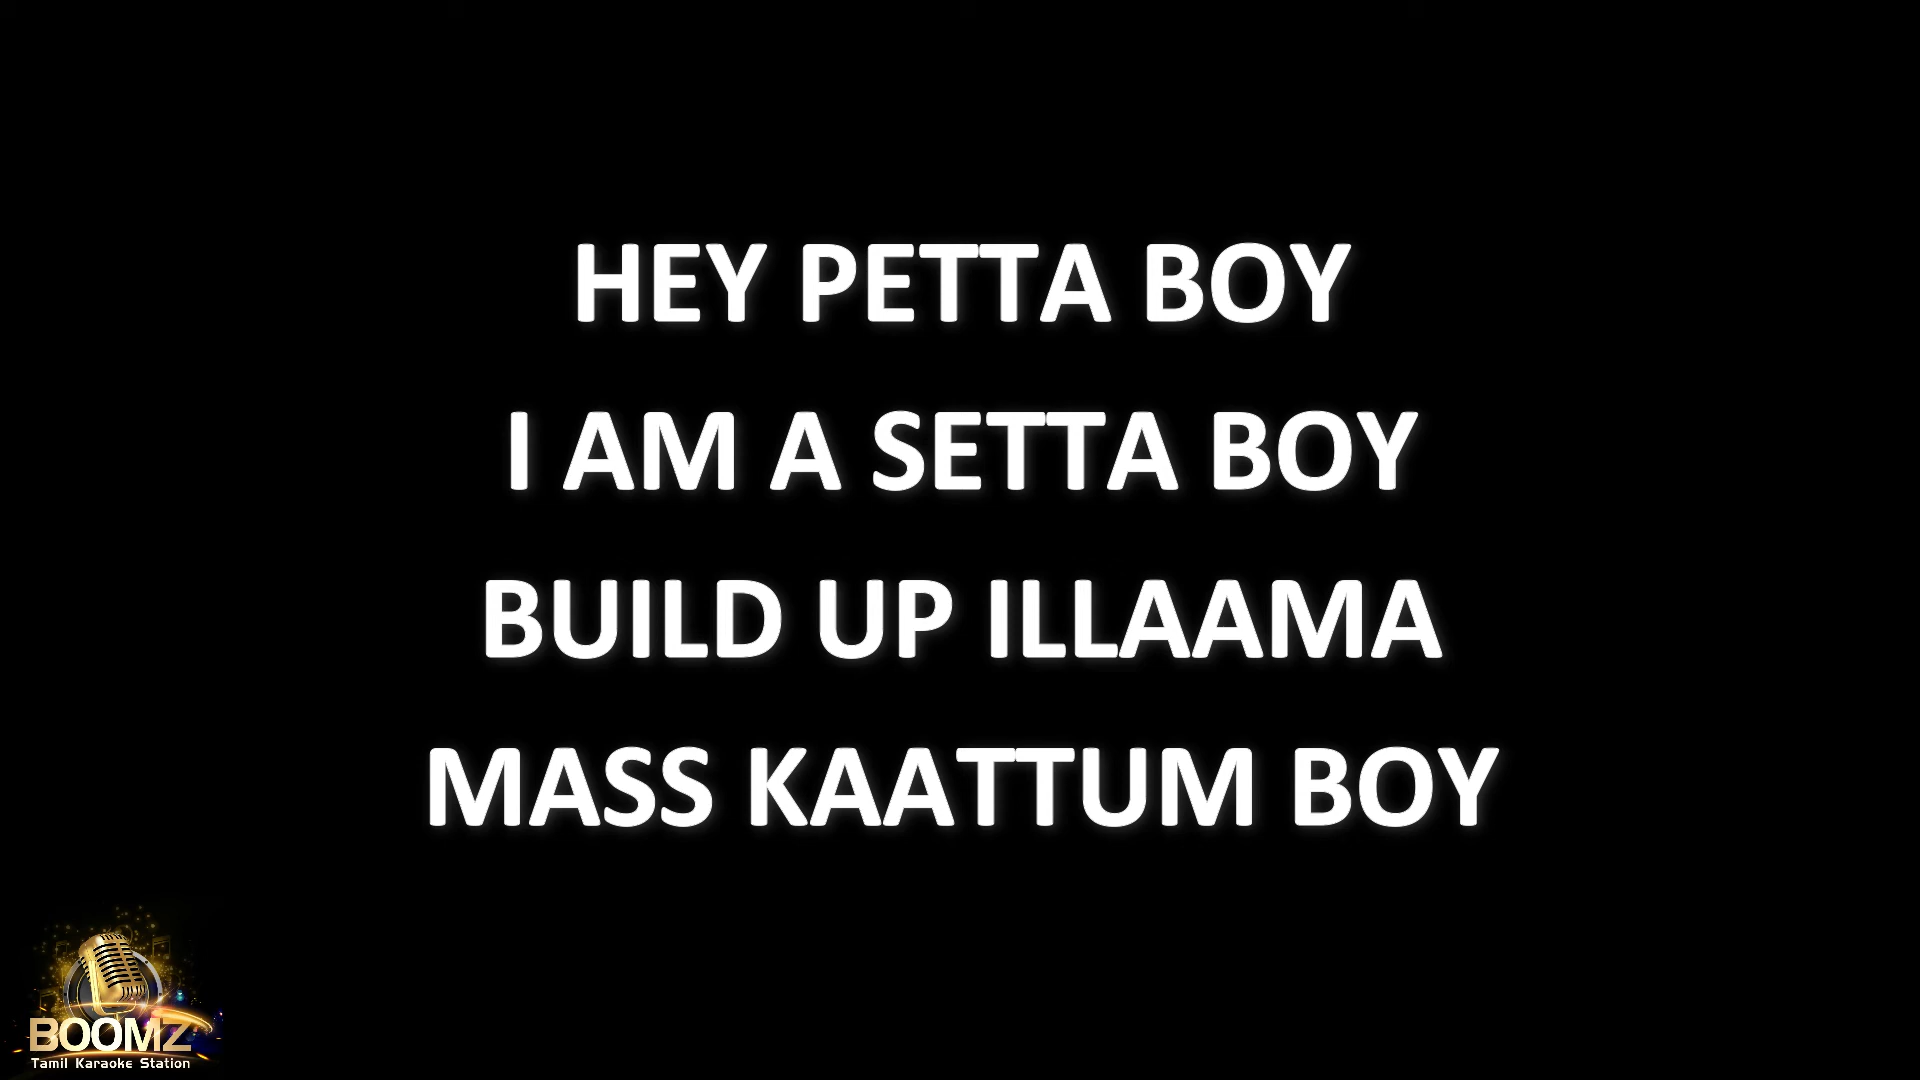 HEY PETTA BOY
I AM A SETTA BOY
BUILD UP ILLAAMA
MASS KAATTUM BOY
BOOMZ
Tamil Karaoke Station